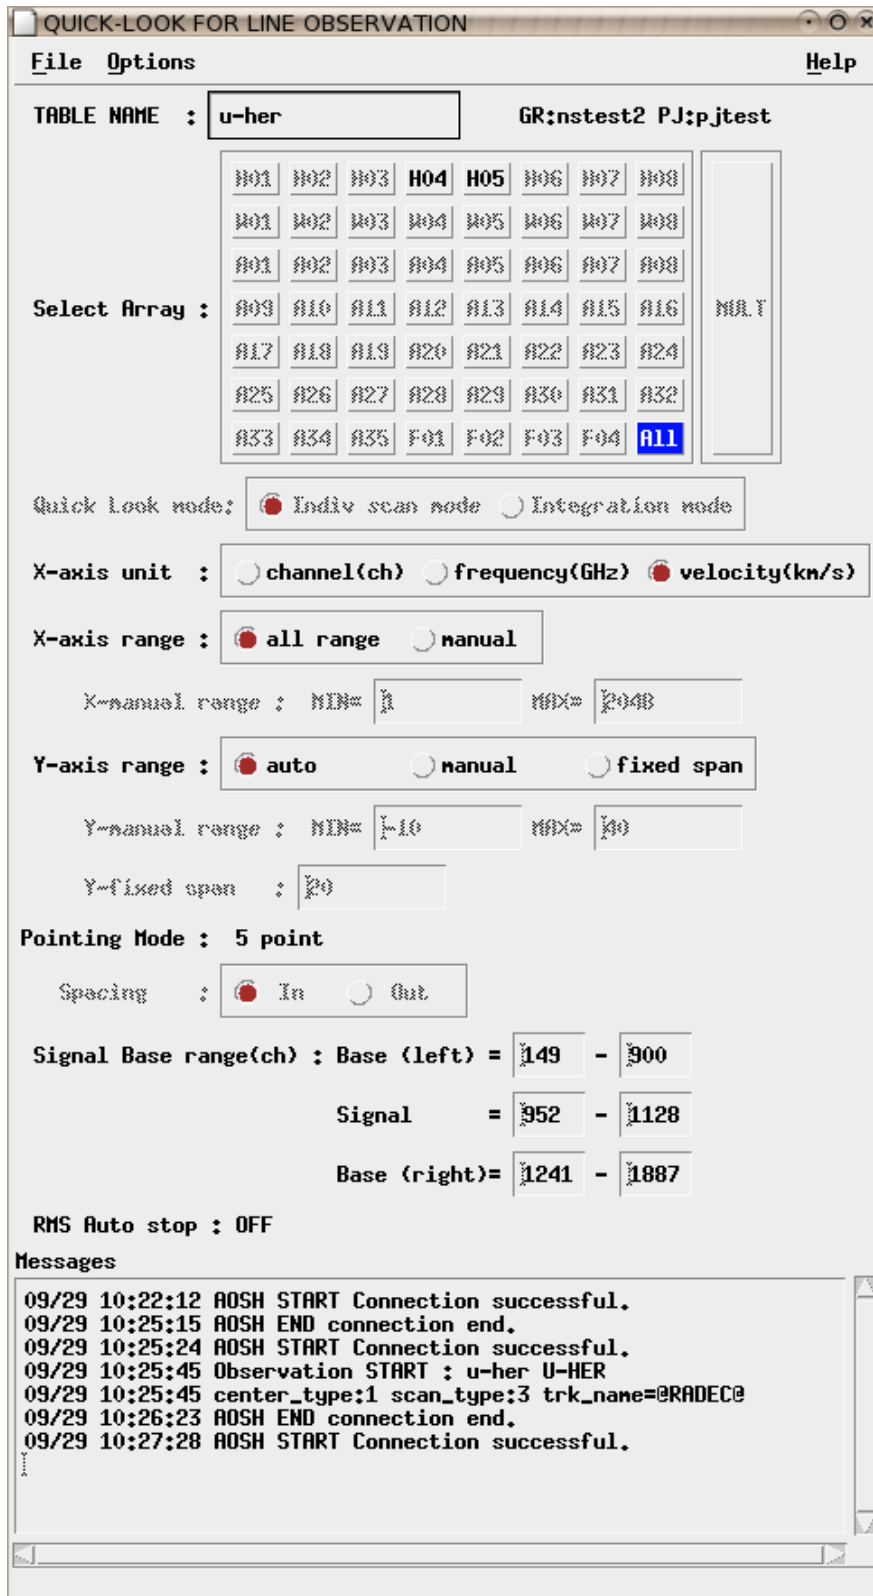 QUICK-LOOK FOR LINE OBSERVATION
File Options Help
TABLE NAME : u-her GR:nstest2 PJ:pjtest
H01 H02 H03 H04 H05 H06 H07 H08
W01 W02 W03 W04 W05 W06 W07 W08
A01 A02 A03 A04 A05 A06 A07 A08
Select Array : A09 A10 A11 A12 A13 A14 A15 A16 MULT
A17 A18 A19 A20 A21 A22 A23 A24
A25 A26 A27 A28 A29 A30 A31 A32
A33 A34 A35 F01 F02 F03 F04 All
Quick Look mode: Indiv scan mode Integration mode
X-axis unit : channel(ch) frequency(GHz) velocity(km/s)
X-axis range : all range manual
X-manual range : MIN= 1 MAX= 2048
Y-axis range : auto manual fixed span
Y-manual range : MIN= -10 MAX= 40
Y-fixed span : 20
Pointing Mode : 5 point
Spacing : In Out
Signal Base range(ch) : Base (left) = 149 - 900
Signal = 952 - 1128
Base (right)= 1241 - 1887
RMS Auto stop : OFF
Messages
09/29 10:22:12 AOSH START Connection successful.
09/29 10:25:15 AOSH END connection end.
09/29 10:25:24 AOSH START Connection successful.
09/29 10:25:45 Observation START : u-her U-HER
09/29 10:25:45 center_type:1 scan_type:3 trk_name=@RADEC@
09/29 10:26:23 AOSH END connection end.
09/29 10:27:28 AOSH START Connection successful.